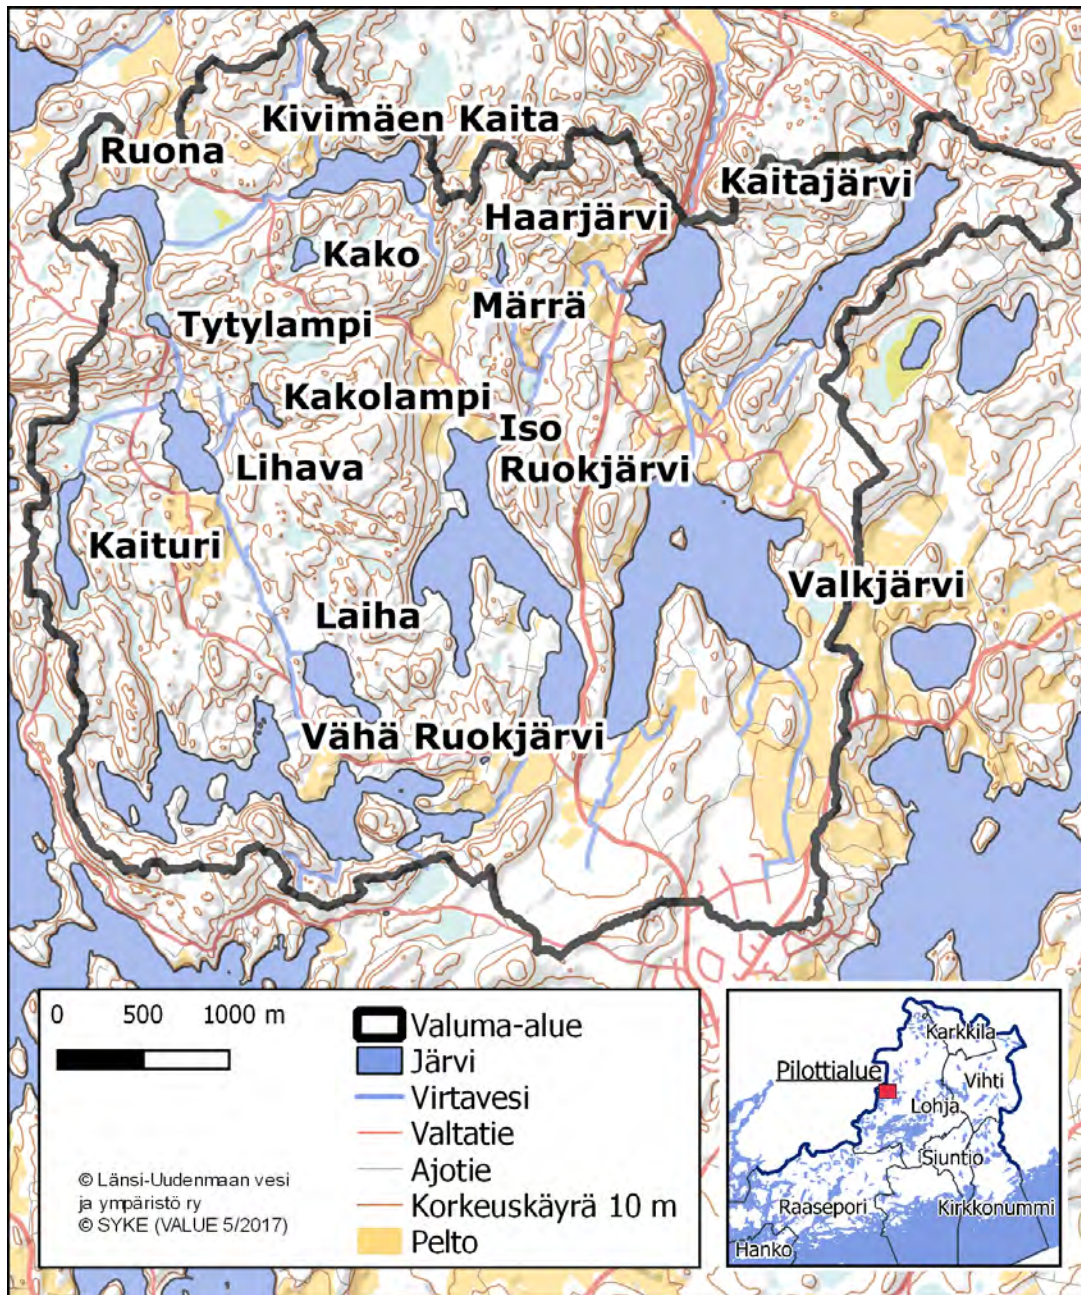 Kivimäen Kaita
Ruona
Kaitajärvi
Haarjärvi
Kako
Märrä
Tytylampi
Kakolampi
Iso
Ruokjärvi
Lihava
Kaituri
Valkjärvi
Laiha
Vähä Ruokjärvi
0 500 1000 m
Valuma-alue
Järvi
Virtavesi
Valtatie
Ajotie
Korkeuskäyrä 10 m
Pelto
© Länsi-Uudenmaan vesi
ja ympäristö ry
© SYKE (VALUE 5/2017)
Karkkila
Pilottialue
Vihti
Lohja
Siuntio
Raasepori
Kirkkonummi
Hanko